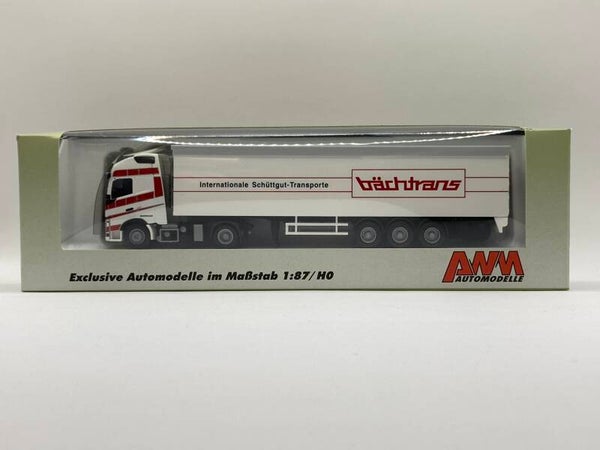 Internationale Schüttgut-Transporte
bächtrans
Exclusive Automodelle im Maßstab 1:87/H0
AWM
AUTOMODELLE